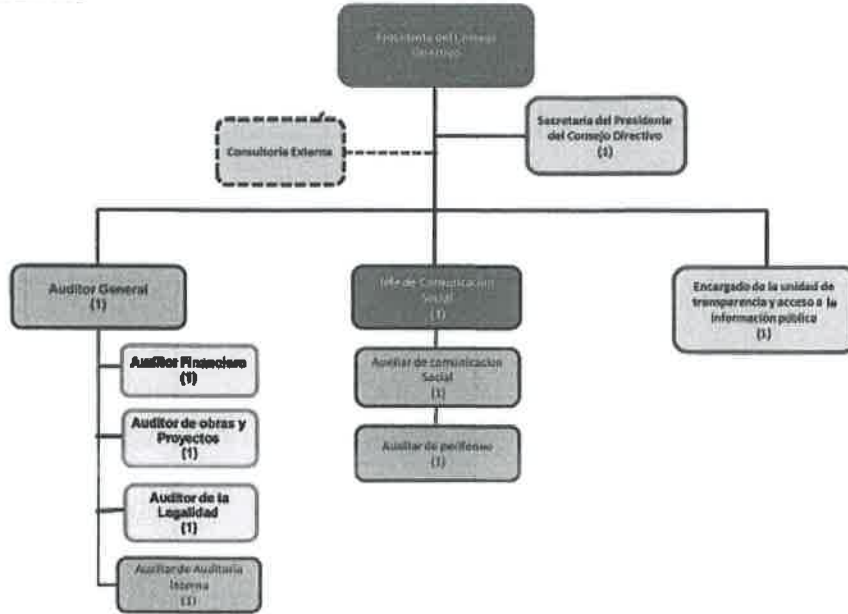 Presidente del Consejo
Directivo
Consultoría Externa
Secretaria del Presidente
del Consejo Directivo
(1)
Auditor General
(1)
Jefe de Comunicacion
Social
(1)
Encargado de la unidad de
transparencia y acceso a la
información pública
(1)
Auditor Financiero
(1)
Auxiliar de comunicacion
Social
(1)
Auditor de obras y
Proyectos
(1)
Auxiliar de perifoneo
(1)
Auditor de la
Legalidad
(1)
Auxiliar de Auditoria
Interna
(1)